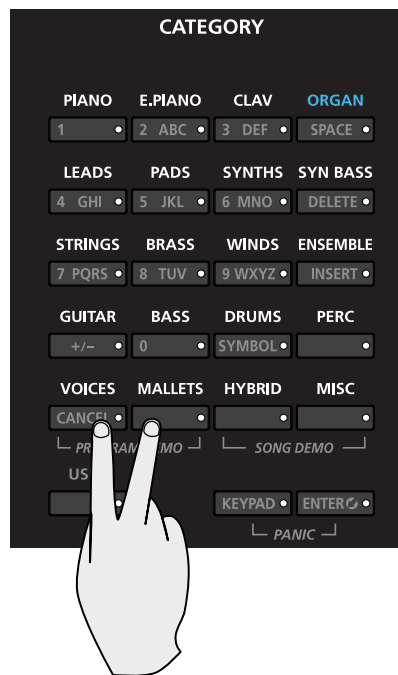 CATEGORY
PIANO E.PIANO CLAV ORGAN
1 2 ABC 3 DEF SPACE
LEADS PADS SYNTHS SYN BASS
4 GHI 5 JKL 6 MNO DELETE
STRINGS BRASS WINDS ENSEMBLE
7 PQRS 8 TUV 9 WXYZ INSERT
GUITAR BASS DRUMS PERC
+/− 0 SYMBOL
VOICES MALLETS HYBRID MISC
CANCEL
SONG DEMO
US
KEYPAD ENTER
PANIC